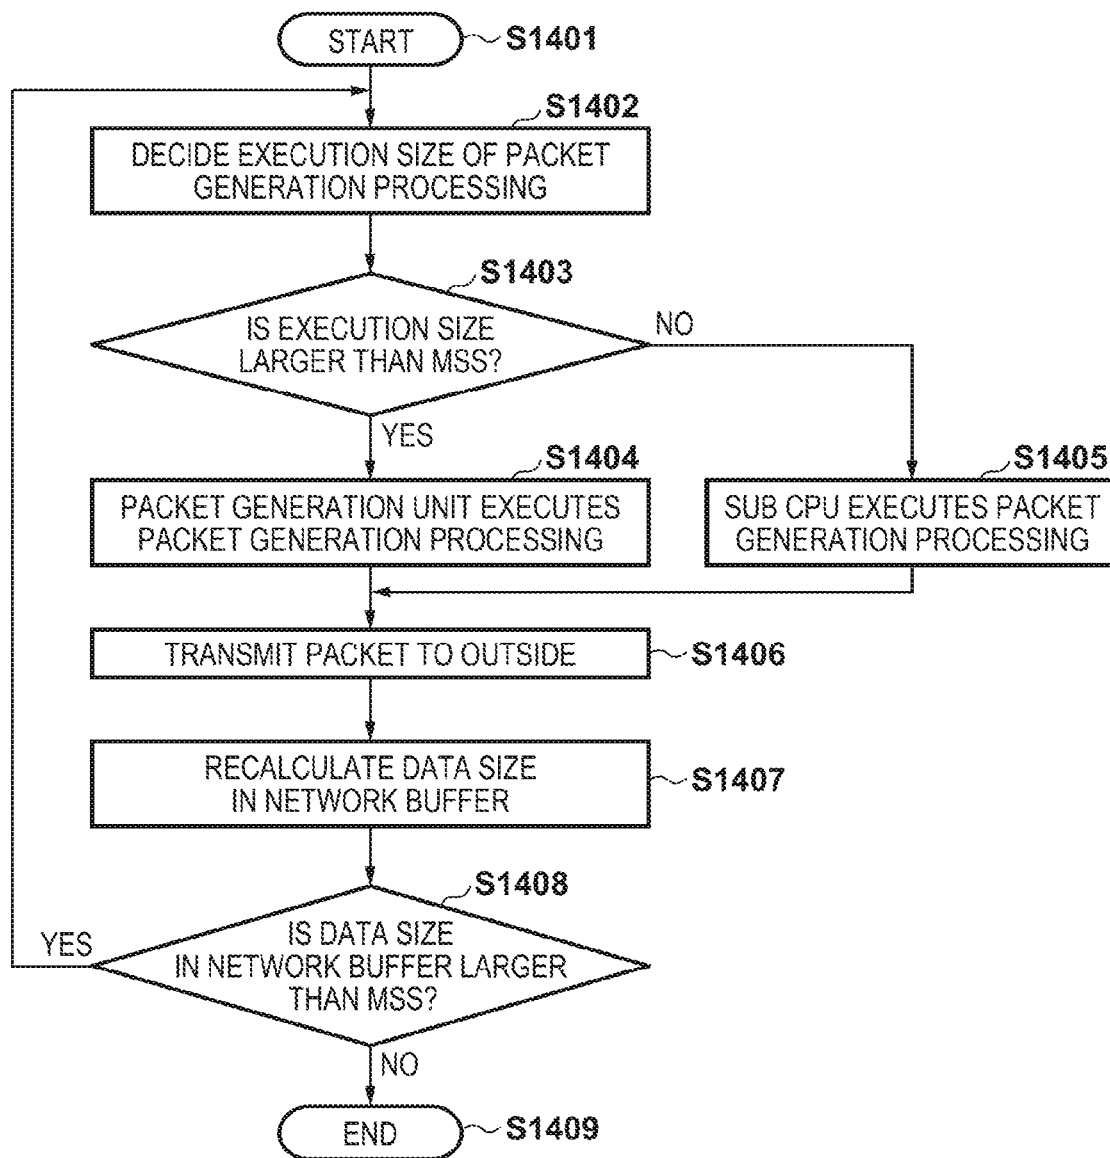 START
S1401
S1402
DECIDE EXECUTION SIZE OF PACKET
GENERATION PROCESSING
S1403
IS EXECUTION SIZE
LARGER THAN MSS?
NO
YES
S1404
PACKET GENERATION UNIT EXECUTES
PACKET GENERATION PROCESSING
S1405
SUB CPU EXECUTES PACKET
GENERATION PROCESSING
TRANSMIT PACKET TO OUTSIDE
S1406
RECALCULATE DATA SIZE
IN NETWORK BUFFER
S1407
S1408
IS DATA SIZE
IN NETWORK BUFFER LARGER
THAN MSS?
YES
NO
END
S1409